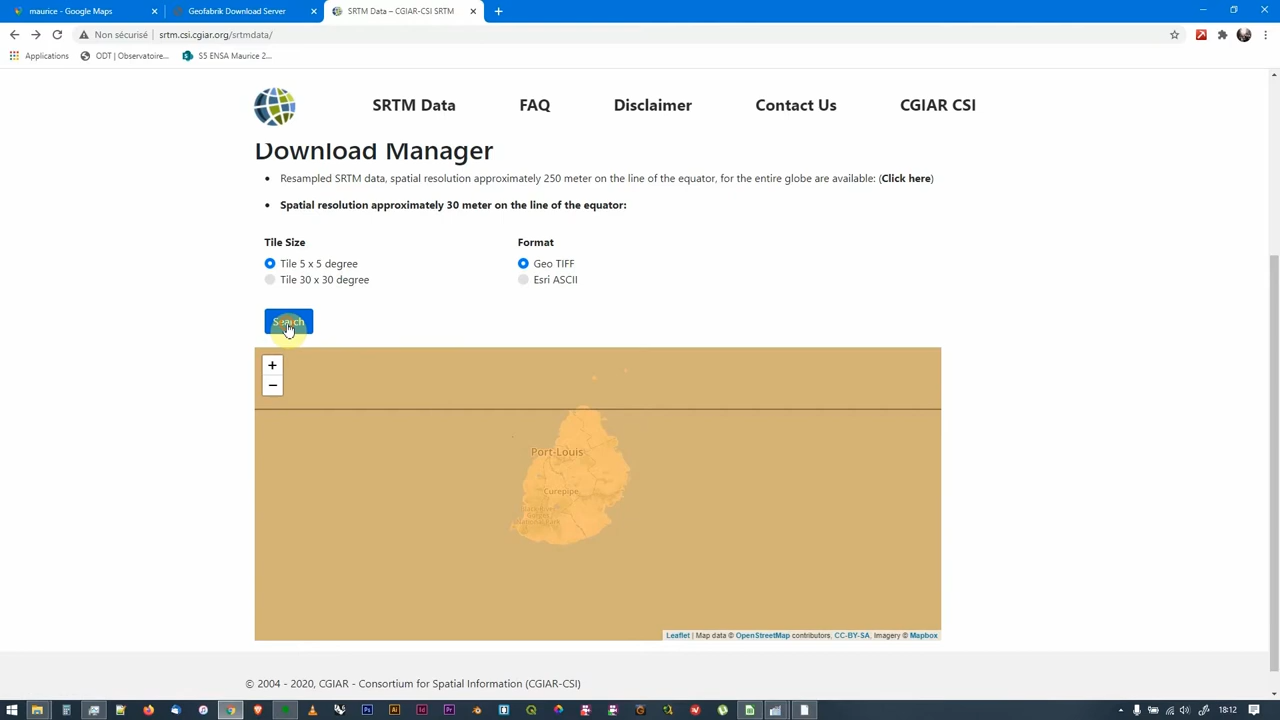 maurice - Google Maps
Geofabrik Download Server
SRTM Data – CGIAR-CSI SRTM
Non sécurisé
srtm.csi.cgiar.org/srtmdata/
Applications
ODT | Observatoire...
S5 ENSA Maurice 2...
SRTM Data
FAQ
Disclaimer
Contact Us
CGIAR CSI
Download Manager
Resampled SRTM data, spatial resolution approximately 250 meter on the line of the equator, for the entire globe are available: (Click here)
Spatial resolution approximately 30 meter on the line of the equator:
Tile Size
Format
Tile 5 x 5 degree
Geo TIFF
Tile 30 x 30 degree
Esri ASCII
Search
+
−
Port-Louis
Curepipe
Leaflet | Map data © OpenStreetMap contributors, CC-BY-SA, Imagery © Mapbox
© 2004 - 2020, CGIAR - Consortium for Spatial Information (CGIAR-CSI)
18:12